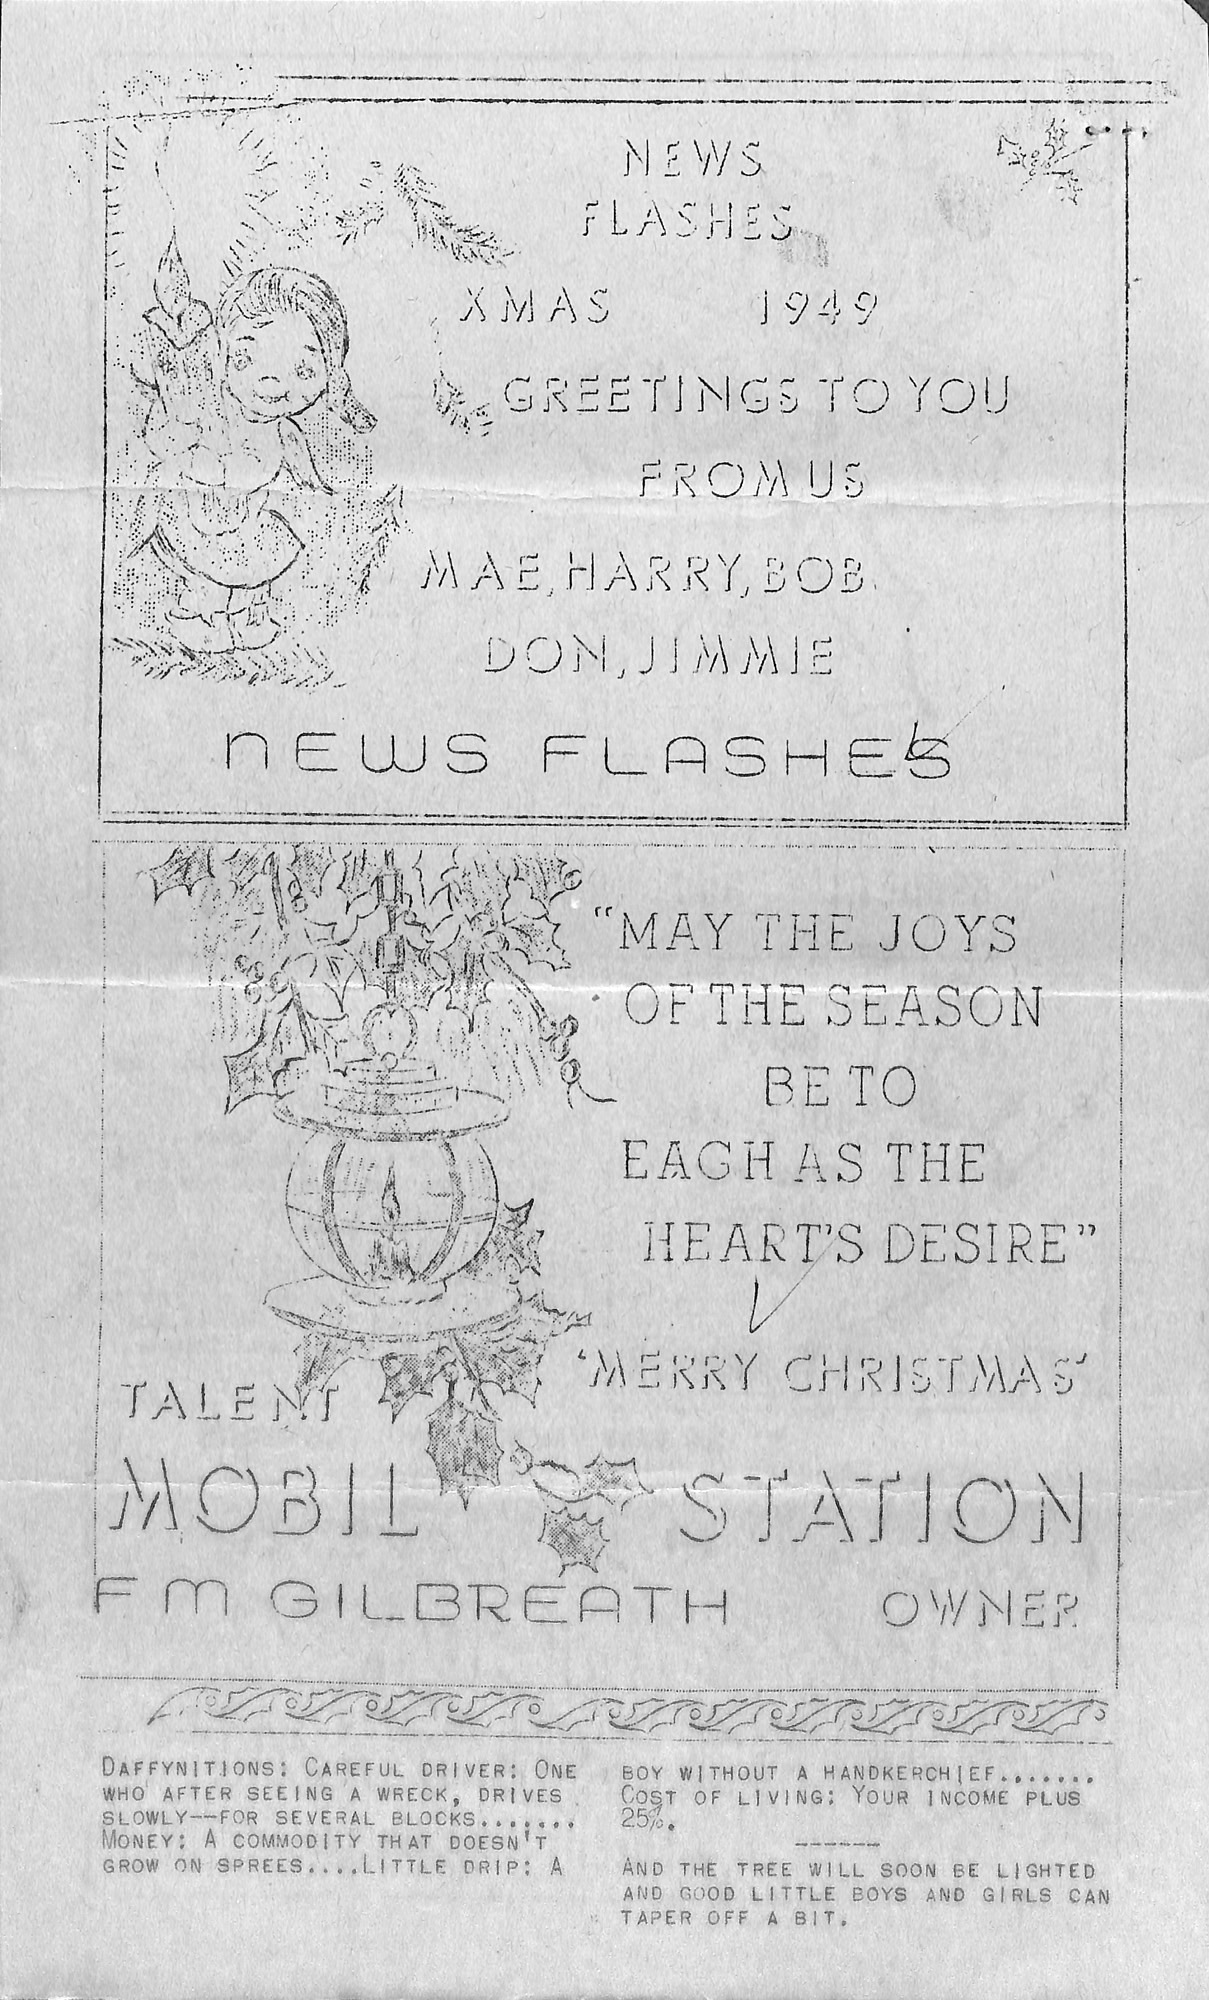 NEWS
FLASHES
XMAS 1949
GREETINGS TO YOU
FROM US
MAE, HARRY, BOB.
DON, JIMMIE
NEWS FLASHES
"MAY THE JOYS
OF THE SEASON
BE TO
EAGH AS THE
HEART'S DESIRE"
'MERRY CHRISTMAS'
TALENT
MOBIL STATION
FM GILBREATH OWNER
DAFFYNITIONS: CAREFUL DRIVER: ONE
WHO AFTER SEEING A WRECK, DRIVES
SLOWLY--FOR SEVERAL BLOCKS.......
MONEY: A COMMODITY THAT DOESN'T
GROW ON SPREES....LITTLE DRIP: A
BOY WITHOUT A HANDKERCHIEF.......
COST OF LIVING: YOUR INCOME PLUS
25%.
------
AND THE TREE WILL SOON BE LIGHTED
AND GOOD LITTLE BOYS AND GIRLS CAN
TAPER OFF A BIT.